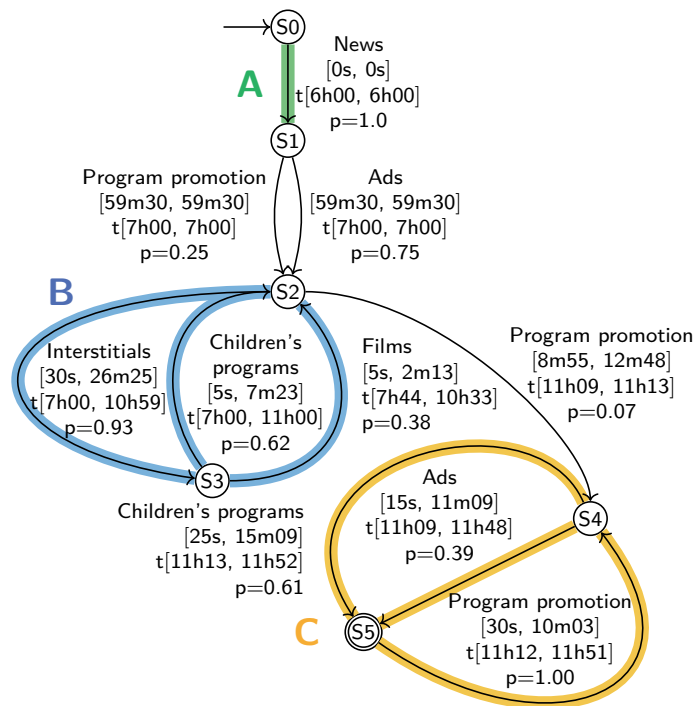 S0
News
[0s, 0s]
t[6h00, 6h00]
p=1.0
A
S1
Program promotion
[59m30, 59m30]
t[7h00, 7h00]
p=0.25
Ads
[59m30, 59m30]
t[7h00, 7h00]
p=0.75
B
S2
Interstitials
[30s, 26m25]
t[7h00, 10h59]
p=0.93
Children's
programs
[5s, 7m23]
t[7h00, 11h00]
p=0.62
Films
[5s, 2m13]
t[7h44, 10h33]
p=0.38
Program promotion
[8m55, 12m48]
t[11h09, 11h13]
p=0.07
S3
Children's programs
[25s, 15m09]
t[11h13, 11h52]
p=0.61
Ads
[15s, 11m09]
t[11h09, 11h48]
p=0.39
S4
C
S5
Program promotion
[30s, 10m03]
t[11h12, 11h51]
p=1.00